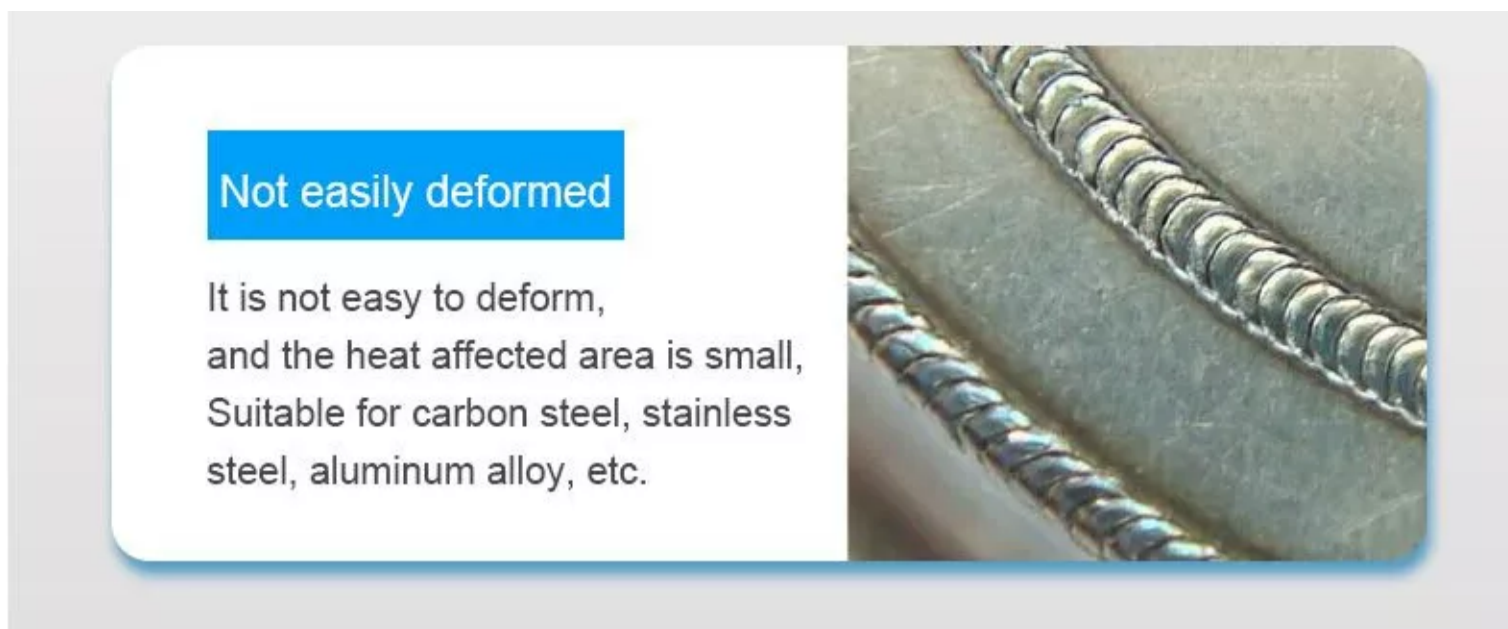 Not easily deformed
It is not easy to deform,
and the heat affected area is small,
Suitable for carbon steel, stainless
steel, aluminum alloy, etc.